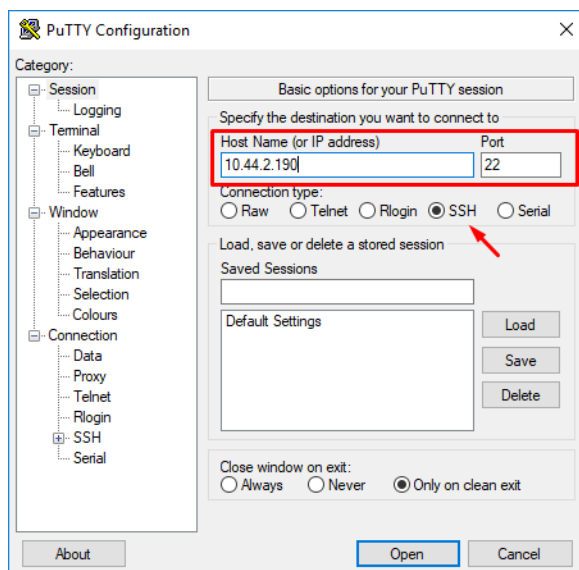 PuTTY Configuration
Category:
Session
Logging
Terminal
Keyboard
Bell
Features
Window
Appearance
Behaviour
Translation
Selection
Colours
Connection
Data
Proxy
Telnet
Rlogin
SSH
Serial
Basic options for your PuTTY session
Specify the destination you want to connect to
Host Name (or IP address) Port
10.44.2.190 22
Connection type:
Raw Telnet Rlogin SSH Serial
Load, save or delete a stored session
Saved Sessions
Default Settings
Load
Save
Delete
Close window on exit:
Always Never Only on clean exit
About Open Cancel